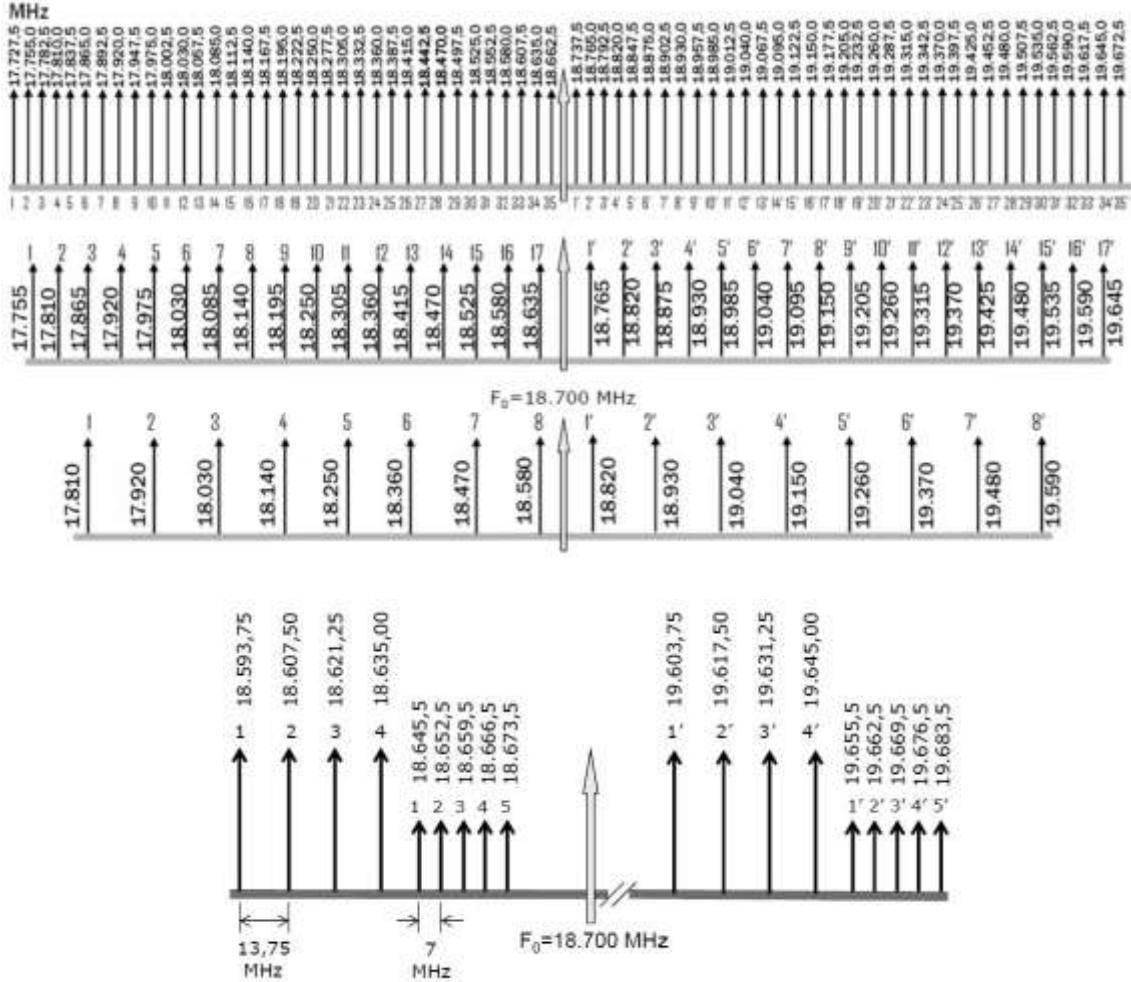 MHz
17.727,5 17.755,0 17.782,5 17.810,0 17.837,5 17.865,0 17.892,5 17.920,0 17.947,5 17.975,0 18.002,5 18.030,0 18.057,5 18.085,0 18.112,5 18.140,0 18.167,5 18.195,0 18.222,5 18.250,0 18.277,5 18.305,0 18.332,5 18.360,0 18.387,5 18.415,0 18.442,5 18.470,0 18.497,5 18.525,0 18.552,5 18.580,0 18.607,5 18.635,0 18.662,5 18.737,5 18.765,0 18.792,5 18.820,0 18.847,5 18.875,0 18.902,5 18.930,0 18.957,5 18.985,0 19.012,5 19.040,0 19.067,5 19.095,0 19.122,5 19.150,0 19.177,5 19.205,0 19.232,5 19.260,0 19.287,5 19.315,0 19.342,5 19.370,0 19.397,5 19.425,0 19.452,5 19.480,0 19.507,5 19.535,0 19.562,5 19.590,0 19.617,5 19.645,0 19.672,5
1 2 3 4 5 6 7 8 9 10 11 12 13 14 15 16 17 18 19 20 21 22 23 24 25 26 27 28 29 30 31 32 33 34 35 1' 2' 3' 4' 5' 6' 7' 8' 9' 10' 11' 12' 13' 14' 15' 16' 17' 18' 19' 20' 21' 22' 23' 24' 25' 26' 27' 28' 29' 30' 31' 32' 33' 34' 35'
1 2 3 4 5 6 7 8 9 10 11 12 13 14 15 16 17 1' 2' 3' 4' 5' 6' 7' 8' 9' 10' 11' 12' 13' 14' 15' 16' 17'
17.755 17.810 17.865 17.920 17.975 18.030 18.085 18.140 18.195 18.250 18.305 18.360 18.415 18.470 18.525 18.580 18.635 18.765 18.820 18.875 18.930 18.985 19.040 19.095 19.150 19.205 19.260 19.315 19.370 19.425 19.480 19.535 19.590 19.645
F₀=18.700 MHz
1 2 3 4 5 6 7 8 1' 2' 3' 4' 5' 6' 7' 8'
17.810 17.920 18.030 18.140 18.250 18.360 18.470 18.580 18.820 18.930 19.040 19.150 19.260 19.370 19.480 19.590
18.593,75 18.607,50 18.621,25 18.635,00 19.603,75 19.617,50 19.631,25 19.645,00
1 2 3 4 1' 2' 3' 4'
18.645,5 18.652,5 18.659,5 18.666,5 18.673,5 19.655,5 19.662,5 19.669,5 19.676,5 19.683,5
1 2 3 4 5 1' 2' 3' 4' 5'
13,75 7 F₀=18.700 MHz
MHz MHz